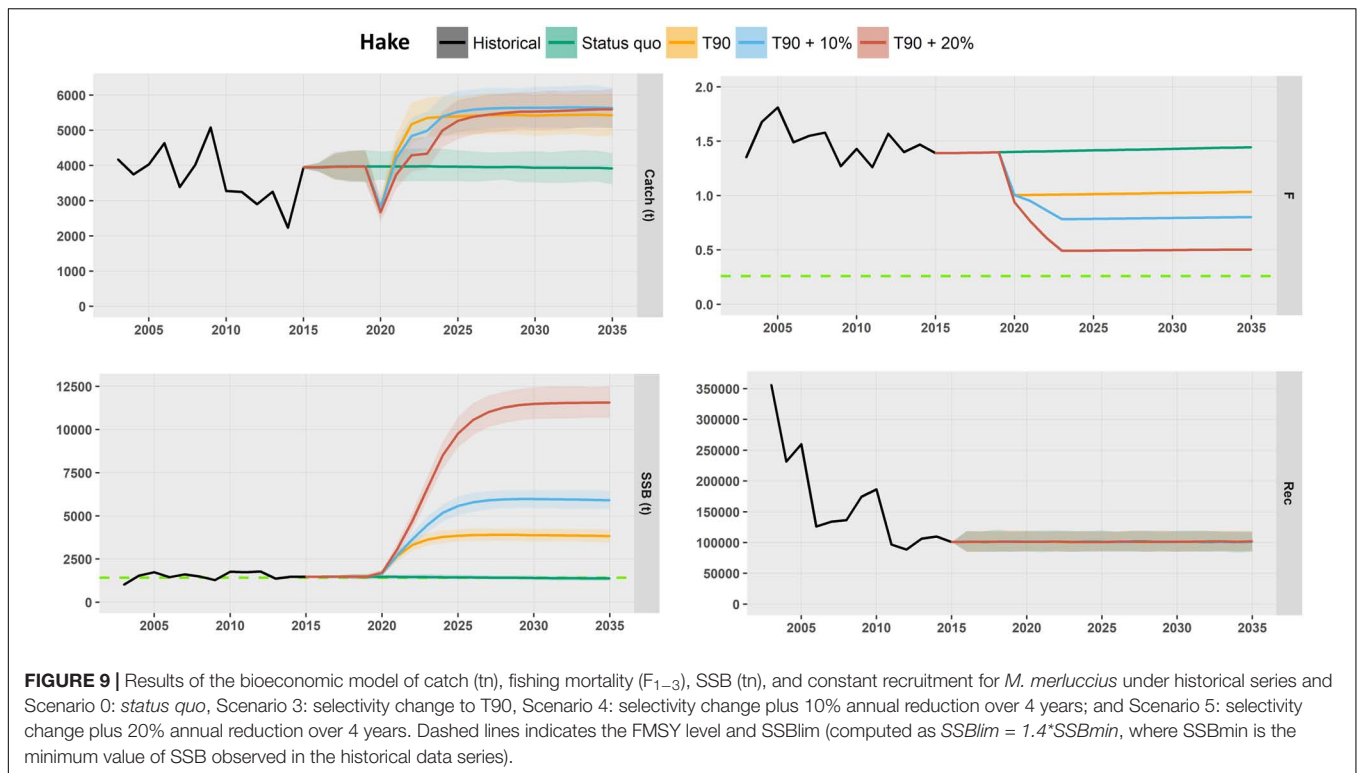 Hake Historical Status quo T90 T90 + 10% T90 + 20%
6000
5000
4000
3000
2000
1000
0
Catch (t)
2005 2010 2015 2020 2025 2030 2035
2.0
1.5
1.0
0.5
0.0
F
2005 2010 2015 2020 2025 2030 2035
12500
10000
7500
5000
2500
0
SSB (t)
2005 2010 2015 2020 2025 2030 2035
350000
300000
250000
200000
150000
100000
50000
0
Rec
2005 2010 2015 2020 2025 2030 2035
FIGURE 9 | Results of the bioeconomic model of catch (tn), fishing mortality (F1–3), SSB (tn), and constant recruitment for M. merluccius under historical series and
Scenario 0: status quo, Scenario 3: selectivity change to T90, Scenario 4: selectivity change plus 10% annual reduction over 4 years; and Scenario 5: selectivity
change plus 20% annual reduction over 4 years. Dashed lines indicates the FMSY level and SSBlim (computed as SSBlim = 1.4*SSBmin, where SSBmin is the
minimum value of SSB observed in the historical data series).